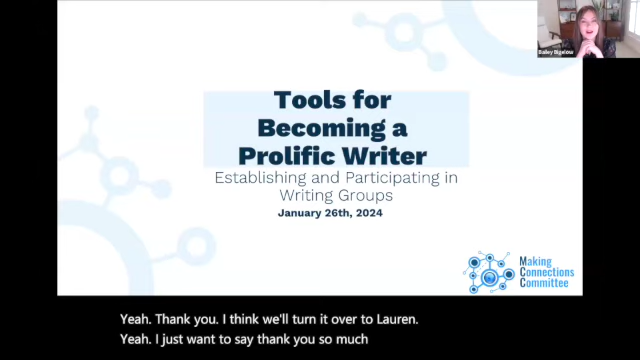 Bailey Bigelow
Tools for
Becoming a
Prolific Writer
Establishing and Participating in
Writing Groups
January 26th, 2024
Making
Connections
Committee
Yeah. Thank you. I think we'll turn it over to Lauren.
Yeah. I just want to say thank you so much